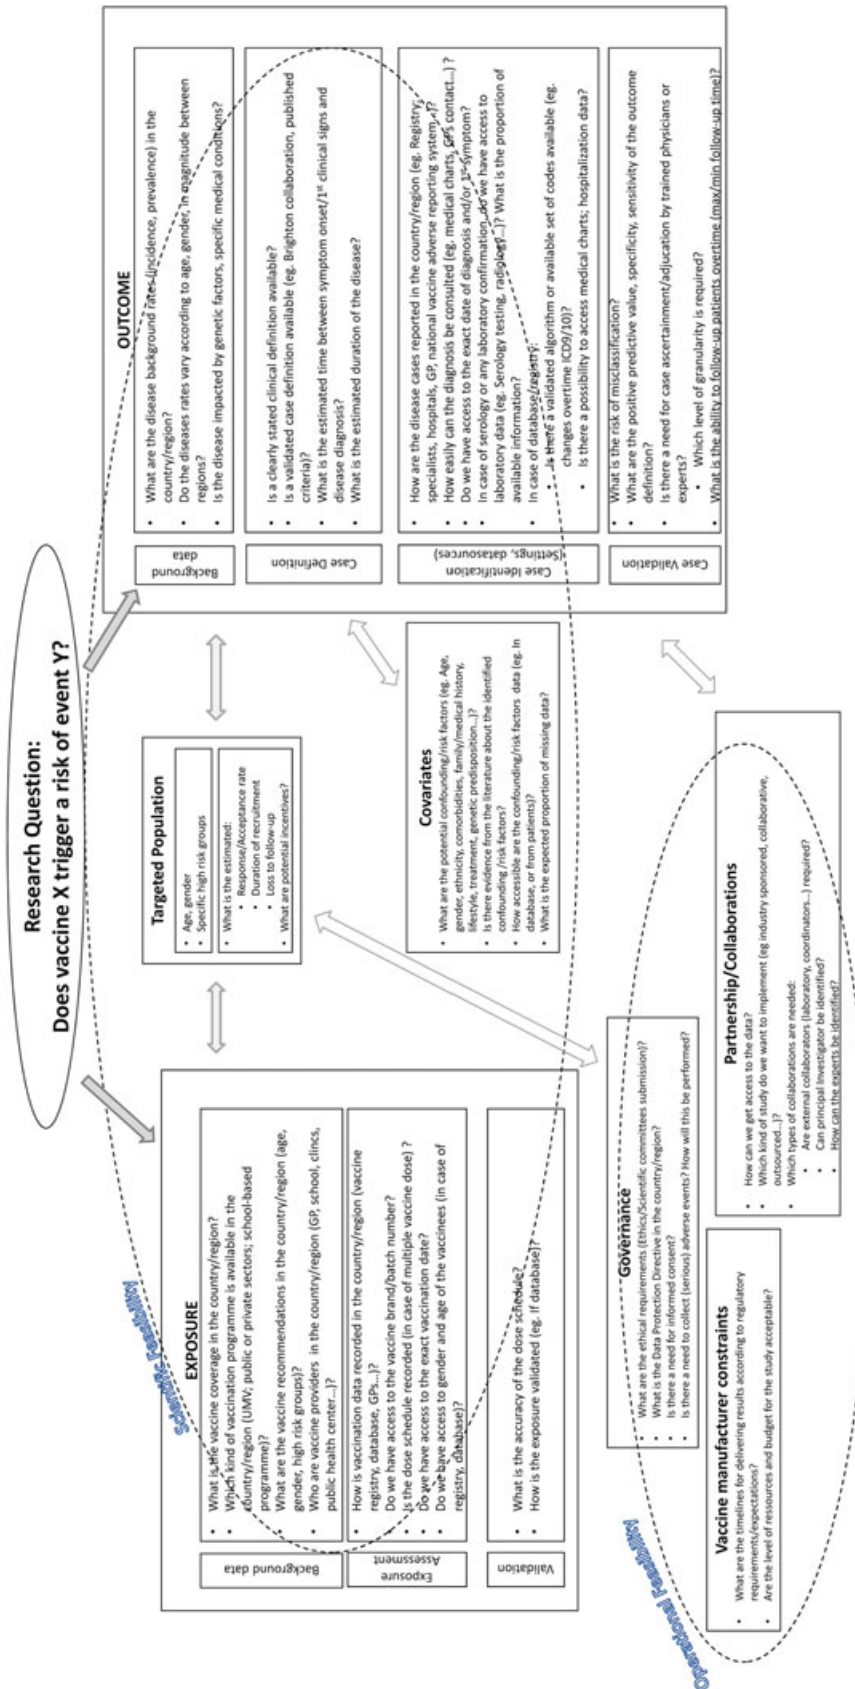 Research Question:
Does vaccine X trigger a risk of event Y?
Scientific Feasibility
EXPOSURE
Background data
• What is the vaccine coverage in the country/region?
• Which kind of vaccination programme is available in the
country/region (UMV; public or private sectors; school-based
programme)?
• What are the vaccine recommendations in the country/region (age,
gender, high risk groups)?
• Who are vaccine providers in the country/region (GP, school, clincs,
public health center...)?
Exposure
Assessment
• How is vaccination data recorded in the country/region (vaccine
registry, database, GPs...)?
• Do we have access to the vaccine brand/batch number?
• Is the dose schedule recorded (in case of multiple vaccine dose) ?
• Do we have access to the exact vaccination date?
• Do we have access to gender and age of the vaccinees (in case of
registry, database)?
Validation
• What is the accuracy of the dose schedule?
• How is the exposure validated (eg. if database)?
Targeted Population
• Age, gender
• Specific high risk groups
• What is the estimated:
• Response/Acceptance rate
• Duration of recruitment
• Loss to follow-up
• What are potential incentives?
Covariates
• What are the potential confounding/risk factors (eg. Age,
gender, ethnicity, comorbidities, family/medical history,
lifestyle, treatment, genetic predisposition...)?
• Is there evidence from the literature about the identified
confounding /risk factors?
• How accessible are the confounding/risk factors data (eg. In
database, or from patients)?
• What is the expected proportion of missing data?
OUTCOME
Background
data
• What are the disease background rates (incidence, prevalence) in the
country/region?
• Do the diseases rates vary according to age, gender, in magnitude between
regions?
• Is the disease impacted by genetic factors, specific medical conditions?
Case Definition
• Is a clearly stated clinical definition available?
• Is a validated case definition available (eg. Brighton collaboration, published
criteria)?
• What is the estimated time between symptom onset/1st clinical signs and
disease diagnosis?
• What is the estimated duration of the disease?
Case Identification
(Settings, datasources)
• How are the disease cases reported in the country/region (eg. Registry,
specialists, hospitals, GP, national vaccine adverse reporting system...)?
• How easily can the diagnosis be consulted (eg. medical charts, GPS contact...) ?
• Do we have access to the exact date of diagnosis and/or 1st symptom?
• In case of serology or any laboratory confirmation, do we have access to
laboratory data (eg. Serology testing, radiology...)? What is the proportion of
available information?
• In case of database/registry:
• Is there a validated algorithm or available set of codes available (eg.
changes overtime ICD9/10)?
• Is there a possibility to access medical charts; hospitalization data?
Case Validation
• What is the risk of misclassification?
• What are the positive predictive value, specificity, sensitivity of the outcome
definition?
• Is there a need for case ascertainment/adjucation by trained physicians or
experts?
• Which level of granularity is required?
• What is the ability to follow-up patients overtime (max/min follow-up time)?
Operational Feasibility
Governance
• What are the ethical requirements (Ethics/Scientific committees submission)?
• What is the Data Protection Directive in the country/region?
• Is there a need for informed consent?
• Is there a need to collect (serious) adverse events? How will this be performed?
Vaccine manufacturer constraints
• What are the timelines for delivering results according to regulatory
requirements/expectations?
• Are the level of ressources and budget for the study acceptable?
Partnership/Collaborations
• How can we get access to the data?
• Which kind of study do we want to implement (eg industry sponsored, collaborative,
outsourced...)?
• Which types of collaborations are needed:
• Are external collaborators (laboratory, coordinators...) required?
• Can principal Investigator be identified?
• How can the experts be identified?